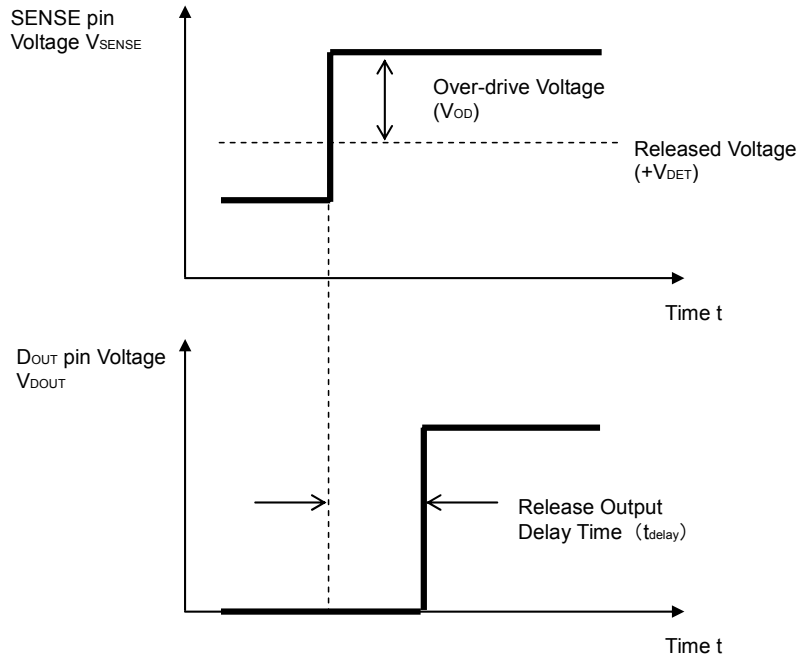 SENSE pin
Voltage VSENSE
Over-drive Voltage
(VOD)
Released Voltage
(+VDET)
Time t
DOUT pin Voltage
VDOUT
Release Output
Delay Time（tdelay）
Time t